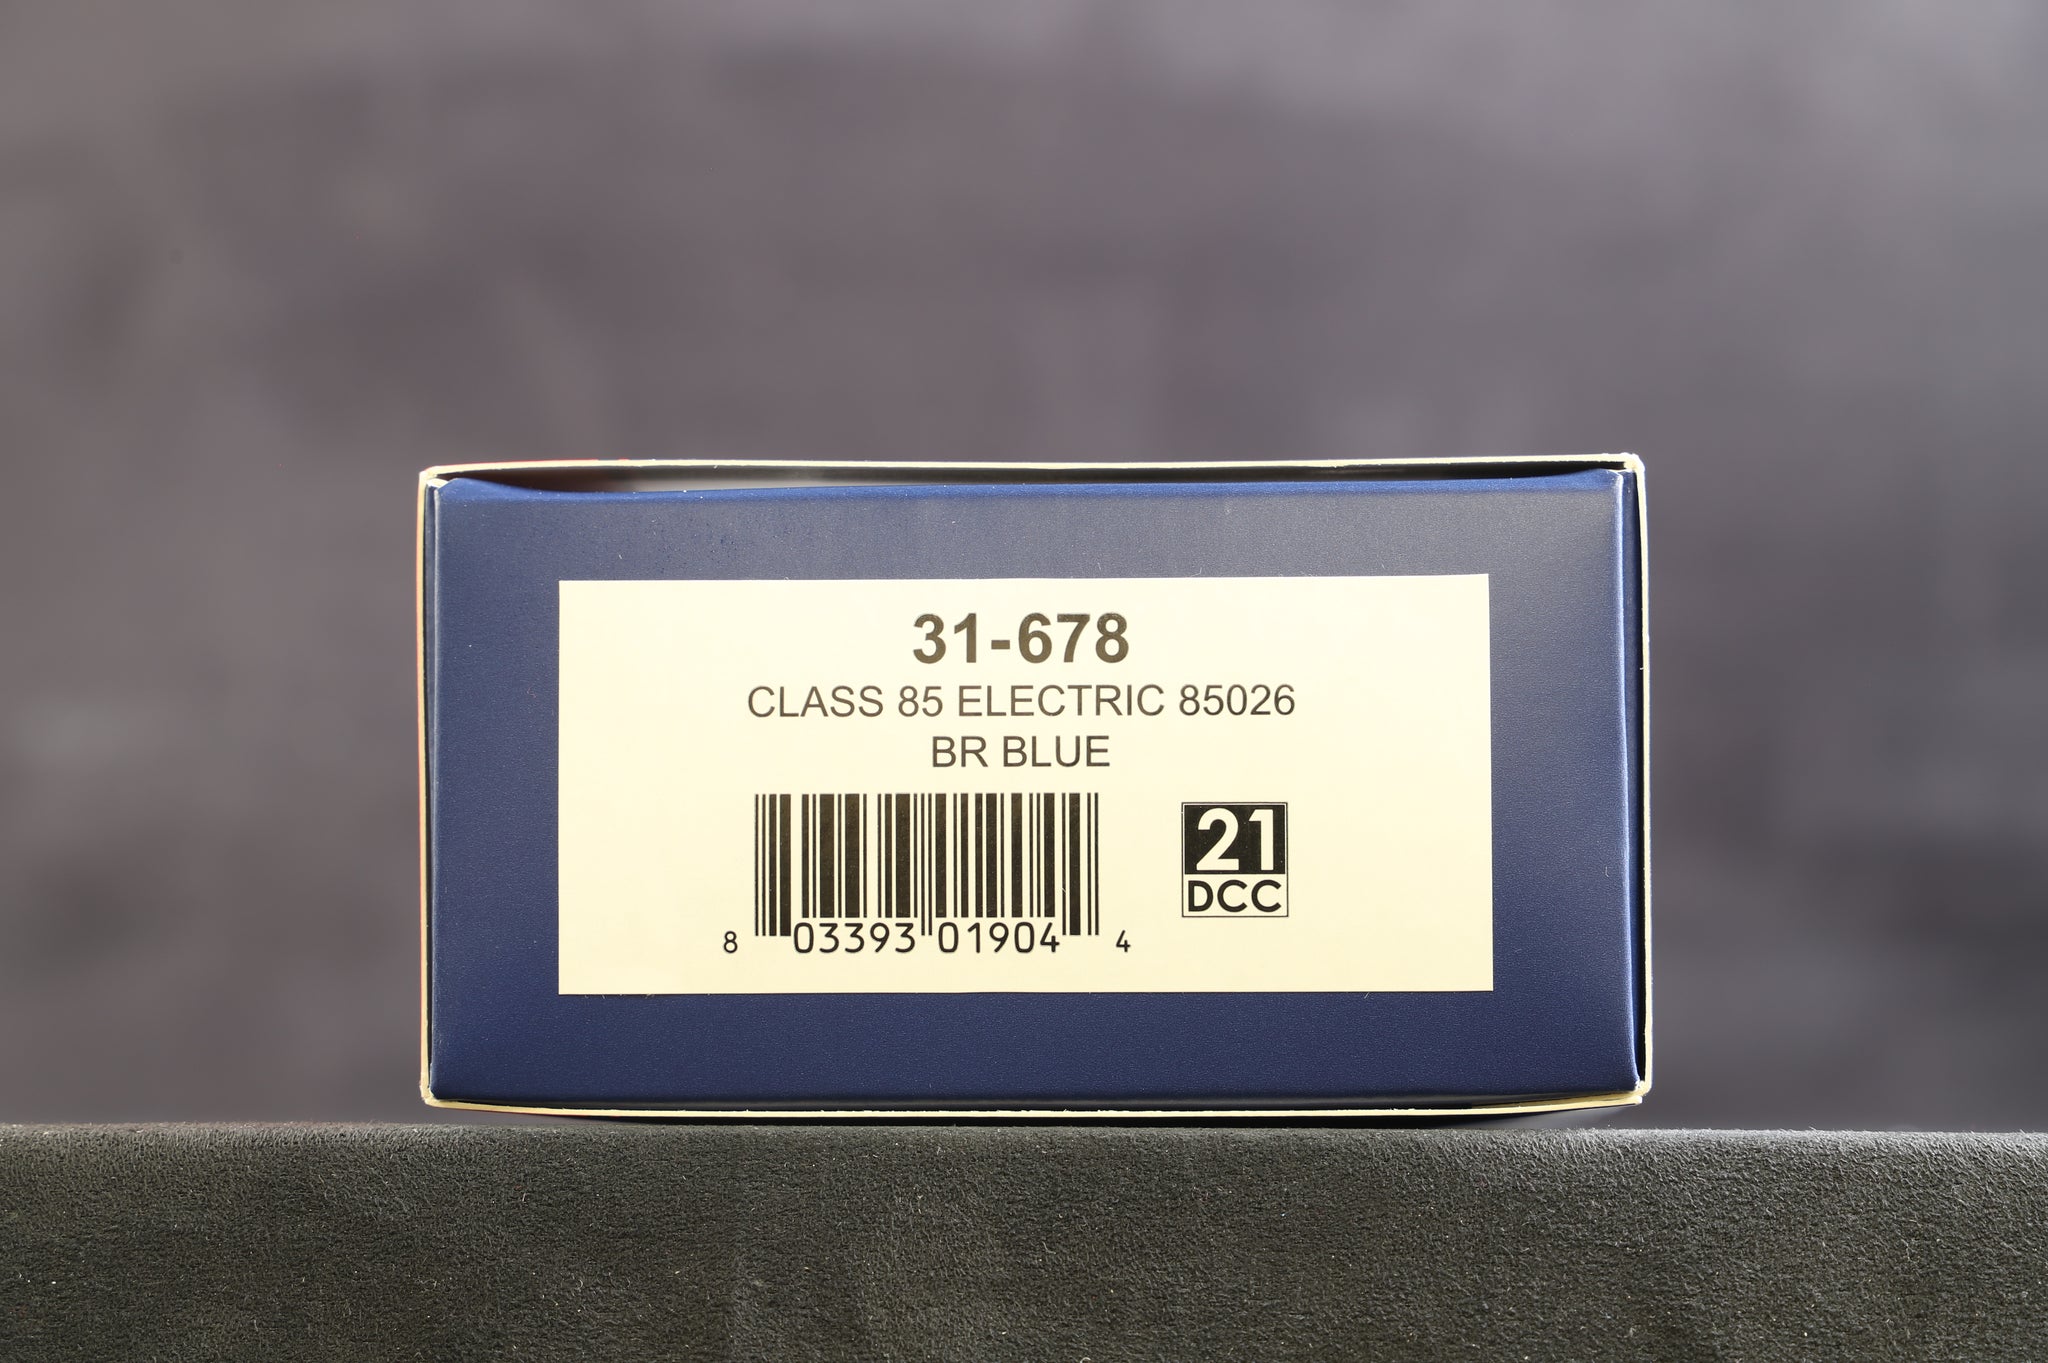 31-678
CLASS 85 ELECTRIC 85026
BR BLUE
21
DCC
8 03393 01904 4